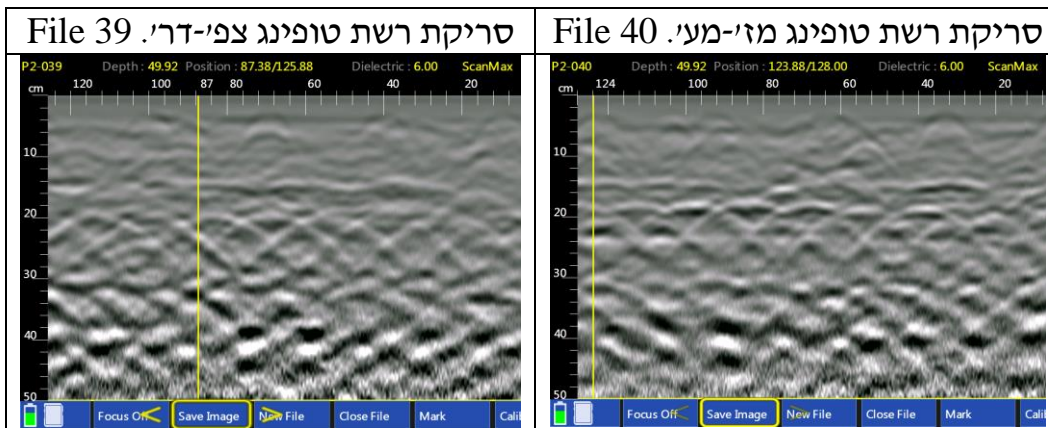 סריקת רשת טופינג צפ׳-דר׳. File 39
P2-039 Depth : 49.92 Position : 87.38/125.88 Dielectric : 6.00 ScanMax
cm 120 100 87 80 60 40 20
10
20
30
40
50
Focus Off Save Image New File Close File Mark Calib
סריקת רשת טופינג מז׳-מע׳. File 40
P2-040 Depth : 49.92 Position : 123.88/128.00 Dielectric : 6.00 ScanMax
cm 124 100 80 60 40 20
10
20
30
40
50
Focus Off Save Image New File Close File Mark Calib